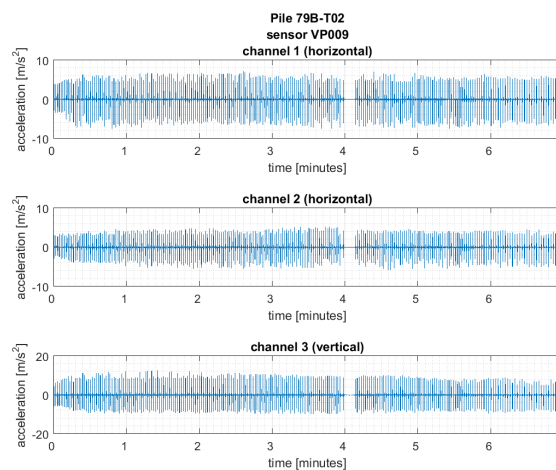 Pile 79B-T02
sensor VP009
channel 1 (horizontal)
acceleration [m/s²]
10
0
-10
0 1 2 3 4 5 6
time [minutes]
channel 2 (horizontal)
acceleration [m/s²]
10
0
-10
0 1 2 3 4 5 6
time [minutes]
channel 3 (vertical)
acceleration [m/s²]
20
0
-20
0 1 2 3 4 5 6
time [minutes]